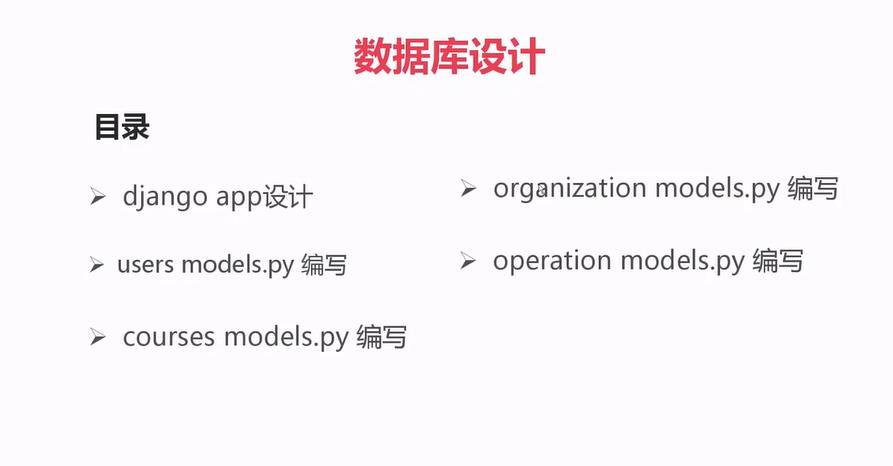 数据库设计
目录
django app设计
users models.py 编写
courses models.py 编写
organization models.py 编写
operation models.py 编写